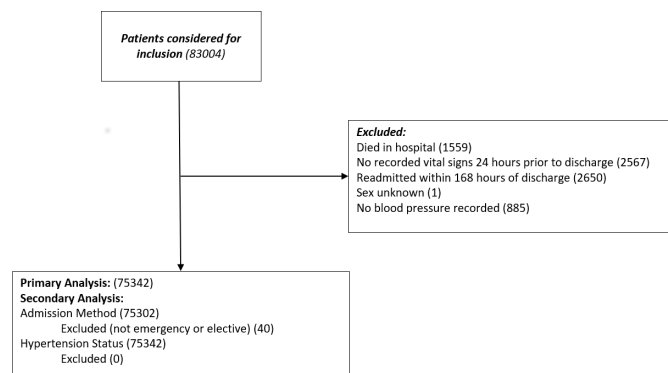 Patients considered for
inclusion (83004)
Excluded:
Died in hospital (1559)
No recorded vital signs 24 hours prior to discharge (2567)
Readmitted within 168 hours of discharge (2650)
Sex unknown (1)
No blood pressure recorded (885)
Primary Analysis: (75342)
Secondary Analysis:
Admission Method (75302)
Excluded (not emergency or elective) (40)
Hypertension Status (75342)
Excluded (0)